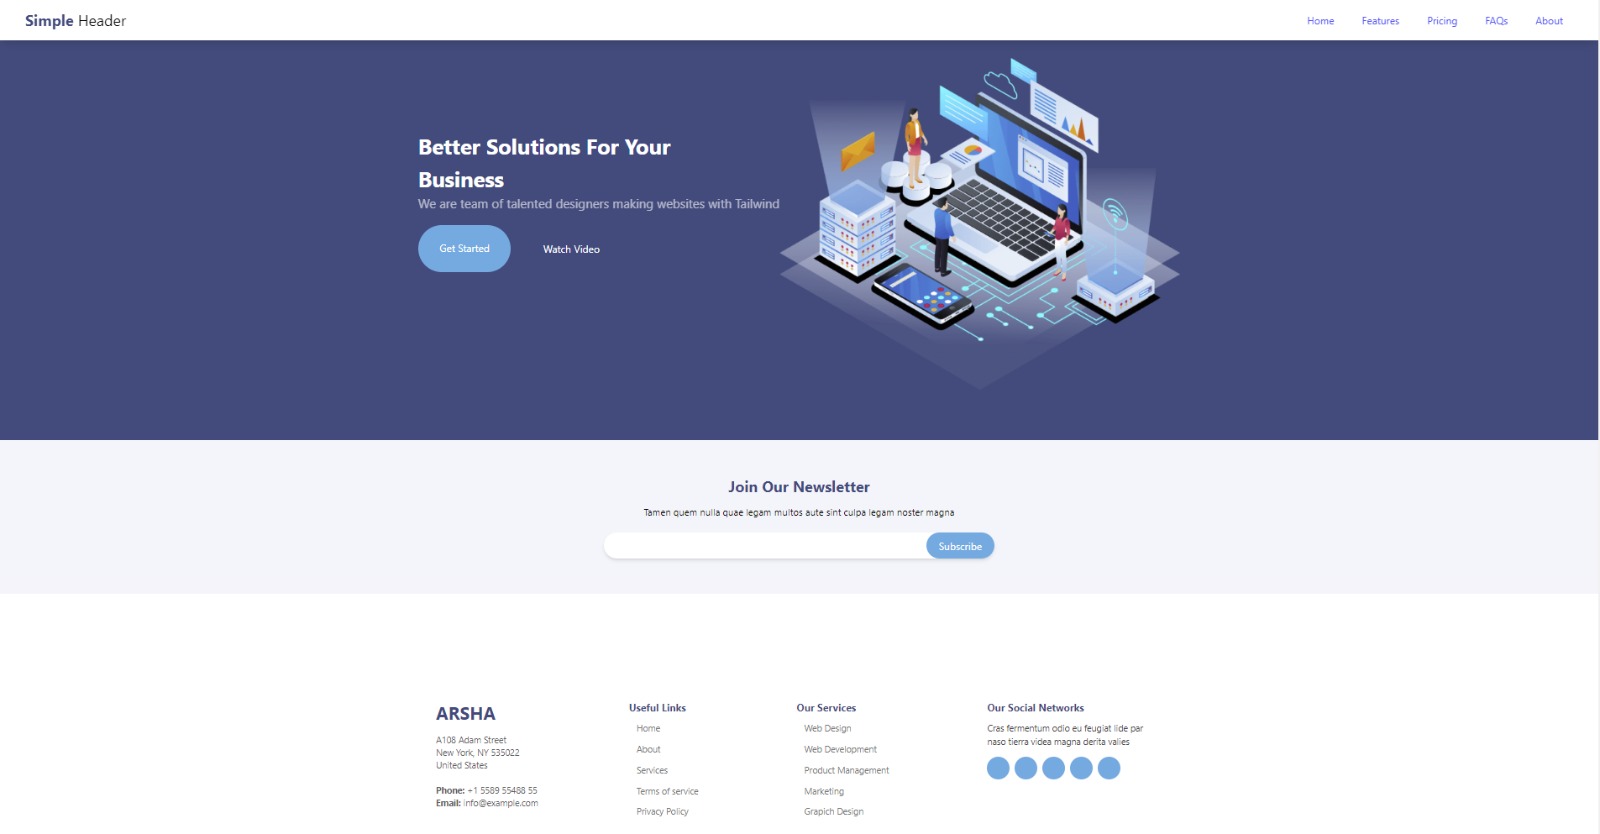 Simple Header
Home Features Pricing FAQs About
Better Solutions For Your
Business
We are team of talented designers making websites with Tailwind
Get Started
Watch Video
Join Our Newsletter
Tamen quem nulla quae legam multos aute sint culpa legam noster magna
Subscribe
ARSHA
A108 Adam Street
New York, NY 535022
United States
Phone: +1 5589 55488 55
Email: info@example.com
Useful Links
Home
About
Services
Terms of service
Privacy Policy
Our Services
Web Design
Web Development
Product Management
Marketing
Grapich Design
Our Social Networks
Cras fermentum odio eu feugiat lide par
naso tierra videa magna derita valies